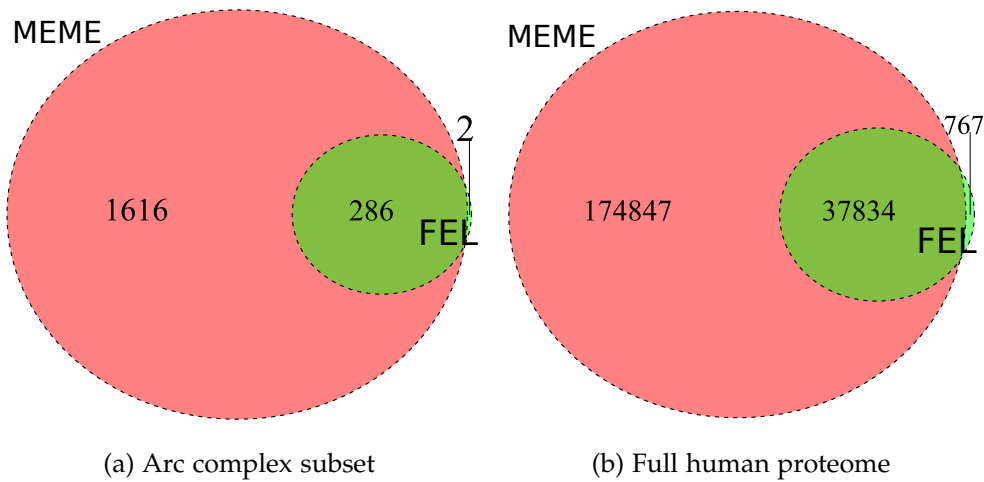 MEME
2
1616
286
FEL
(a) Arc complex subset
MEME
767
174847
37834
FEL
(b) Full human proteome